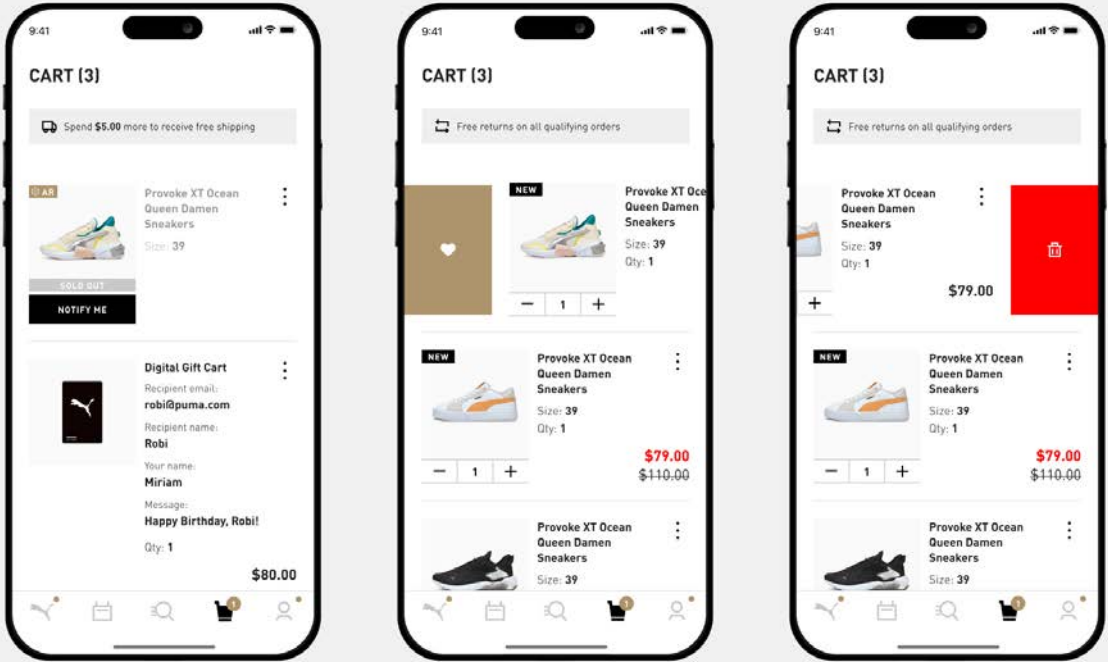 9:41
CART (3)
Spend $5.00 more to receive free shipping
AR
Provoke XT Ocean
Queen Damen
Sneakers
Size: 39
SOLD OUT
NOTIFY ME
Digital Gift Cart
Recipient email:
robi@puma.com
Recipient name:
Robi
Your name:
Miriam
Message:
Happy Birthday, Robi!
Qty: 1
$80.00
1
9:41
CART (3)
Free returns on all qualifying orders
NEW
Provoke XT Oce
Queen Damen
Sneakers
Size: 39
Qty: 1
1
NEW
Provoke XT Ocean
Queen Damen
Sneakers
Size: 39
Qty: 1
1
$79.00
$110.00
Provoke XT Ocean
Queen Damen
Sneakers
Size: 39
1
9:41
CART (3)
Free returns on all qualifying orders
Provoke XT Ocean
Queen Damen
Sneakers
Size: 39
Qty: 1
$79.00
NEW
Provoke XT Ocean
Queen Damen
Sneakers
Size: 39
Qty: 1
1
$79.00
$110.00
Provoke XT Ocean
Queen Damen
Sneakers
Size: 39
1